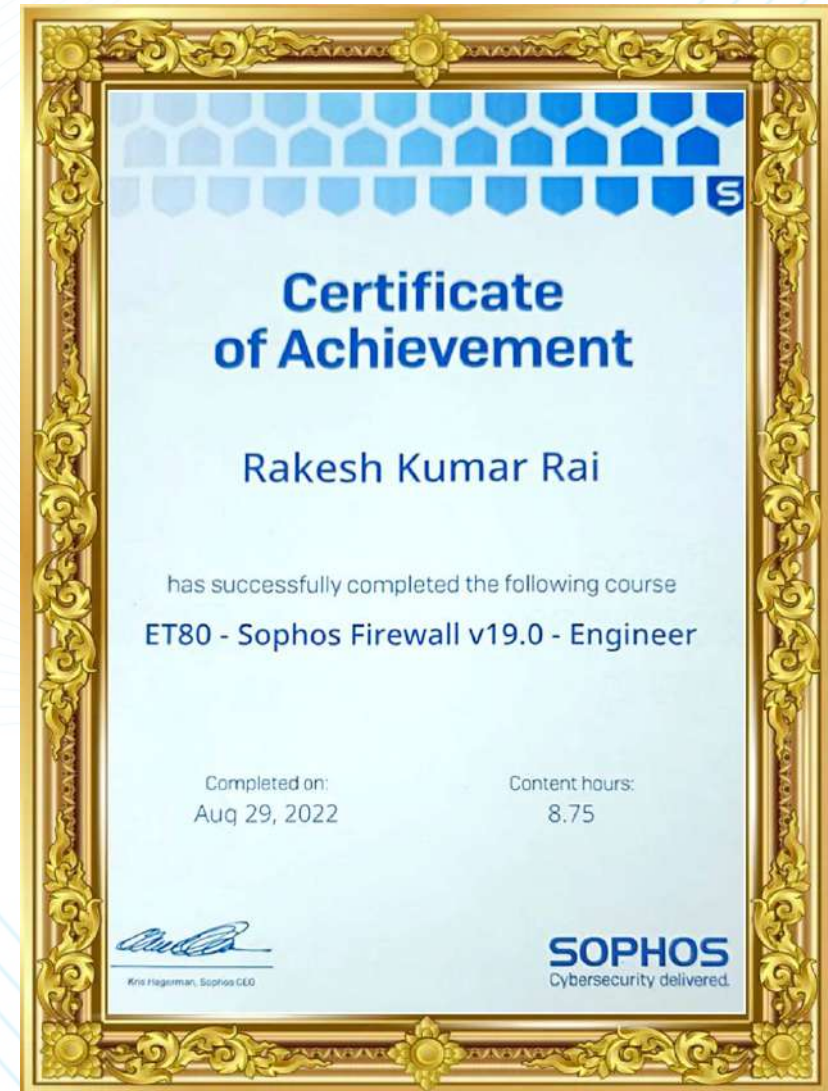 S
Certificate
of Achievement
Rakesh Kumar Rai
has successfully completed the following course
ET80 - Sophos Firewall v19.0 - Engineer
Completed on:
Aug 29, 2022
Content hours:
8.75
Kris Hagerman, Sophos CEO
SOPHOS
Cybersecurity delivered.